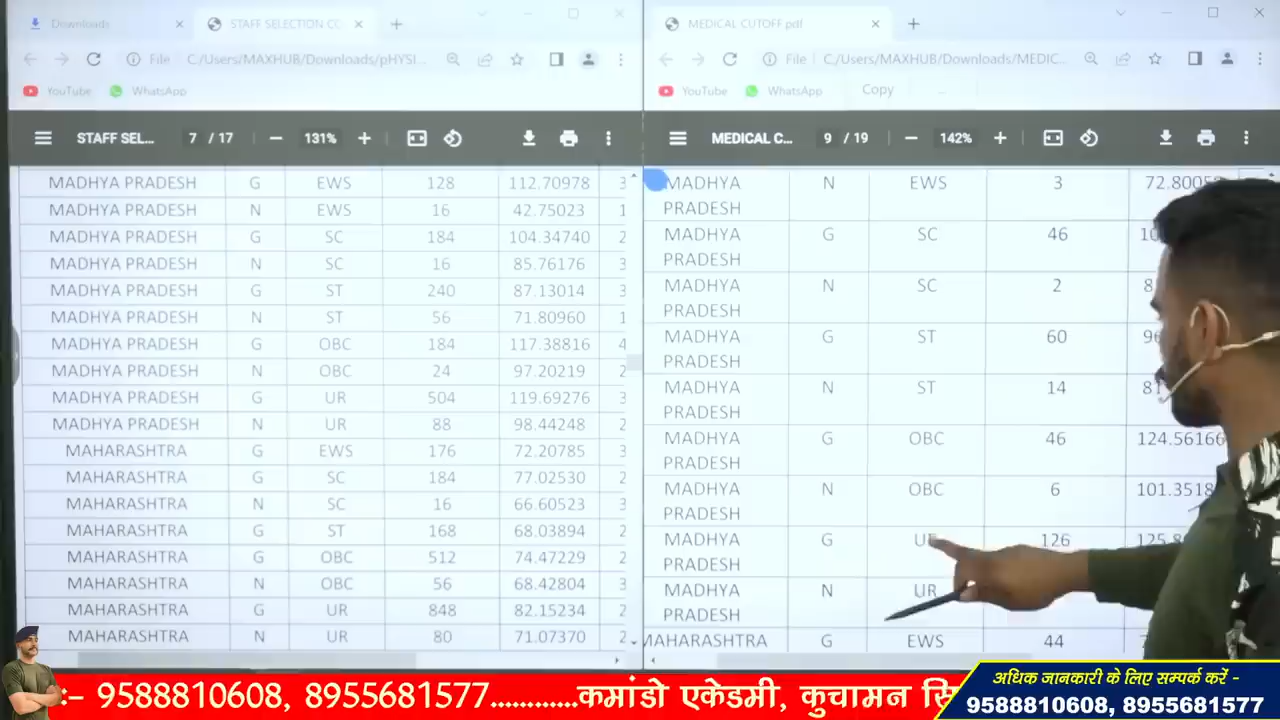 Downloads
STAFF SELECTION CO
MEDICAL CUTOFF pdf
File C:/Users/MAXHUB/Downloads/pHYSI...
File C:/Users/MAXHUB/Downloads/MEDIC...
YouTube WhatsApp
YouTube WhatsApp Copy
STAFF SEL... 7 / 17 131%
MEDICAL C... 9 / 19 142%
MADHYA PRADESH G EWS 128 112.70978 3
MADHYA PRADESH N EWS 16 42.75023 1
MADHYA PRADESH G SC 184 104.34740 2
MADHYA PRADESH N SC 16 85.76176 3
MADHYA PRADESH G ST 240 87.13014 3
MADHYA PRADESH N ST 56 71.80960 1
MADHYA PRADESH G OBC 184 117.38816 4
MADHYA PRADESH N OBC 24 97.20219 2
MADHYA PRADESH G UR 504 119.69276 3
MADHYA PRADESH N UR 88 98.44248 2
MAHARASHTRA G EWS 176 72.20785 3
MAHARASHTRA G SC 184 77.02530 2
MAHARASHTRA N SC 16 66.60523 3
MAHARASHTRA G ST 168 68.03894 2
MAHARASHTRA G OBC 512 74.47229 2
MAHARASHTRA N OBC 56 68.42804 3
MAHARASHTRA G UR 848 82.15234 2
MAHARASHTRA N UR 80 71.07370 2
MADHYA N EWS 3
PRADESH
MADHYA G SC 46
PRADESH
MADHYA N SC 2
PRADESH
MADHYA G ST 60
PRADESH
MADHYA N ST 14
PRADESH
MADHYA G OBC 46 124.56166
PRADESH
MADHYA N OBC 6 101.3518
PRADESH
MADHYA G UR 126
PRADESH
MADHYA N UR
PRADESH
MAHARASHTRA G EWS 44
:– 9588810608, 8955681577............कमांडो एकेडमी, कुचामन सि
अधिक जानकारी के लिए सम्पर्क करें -
9588810608, 8955681577